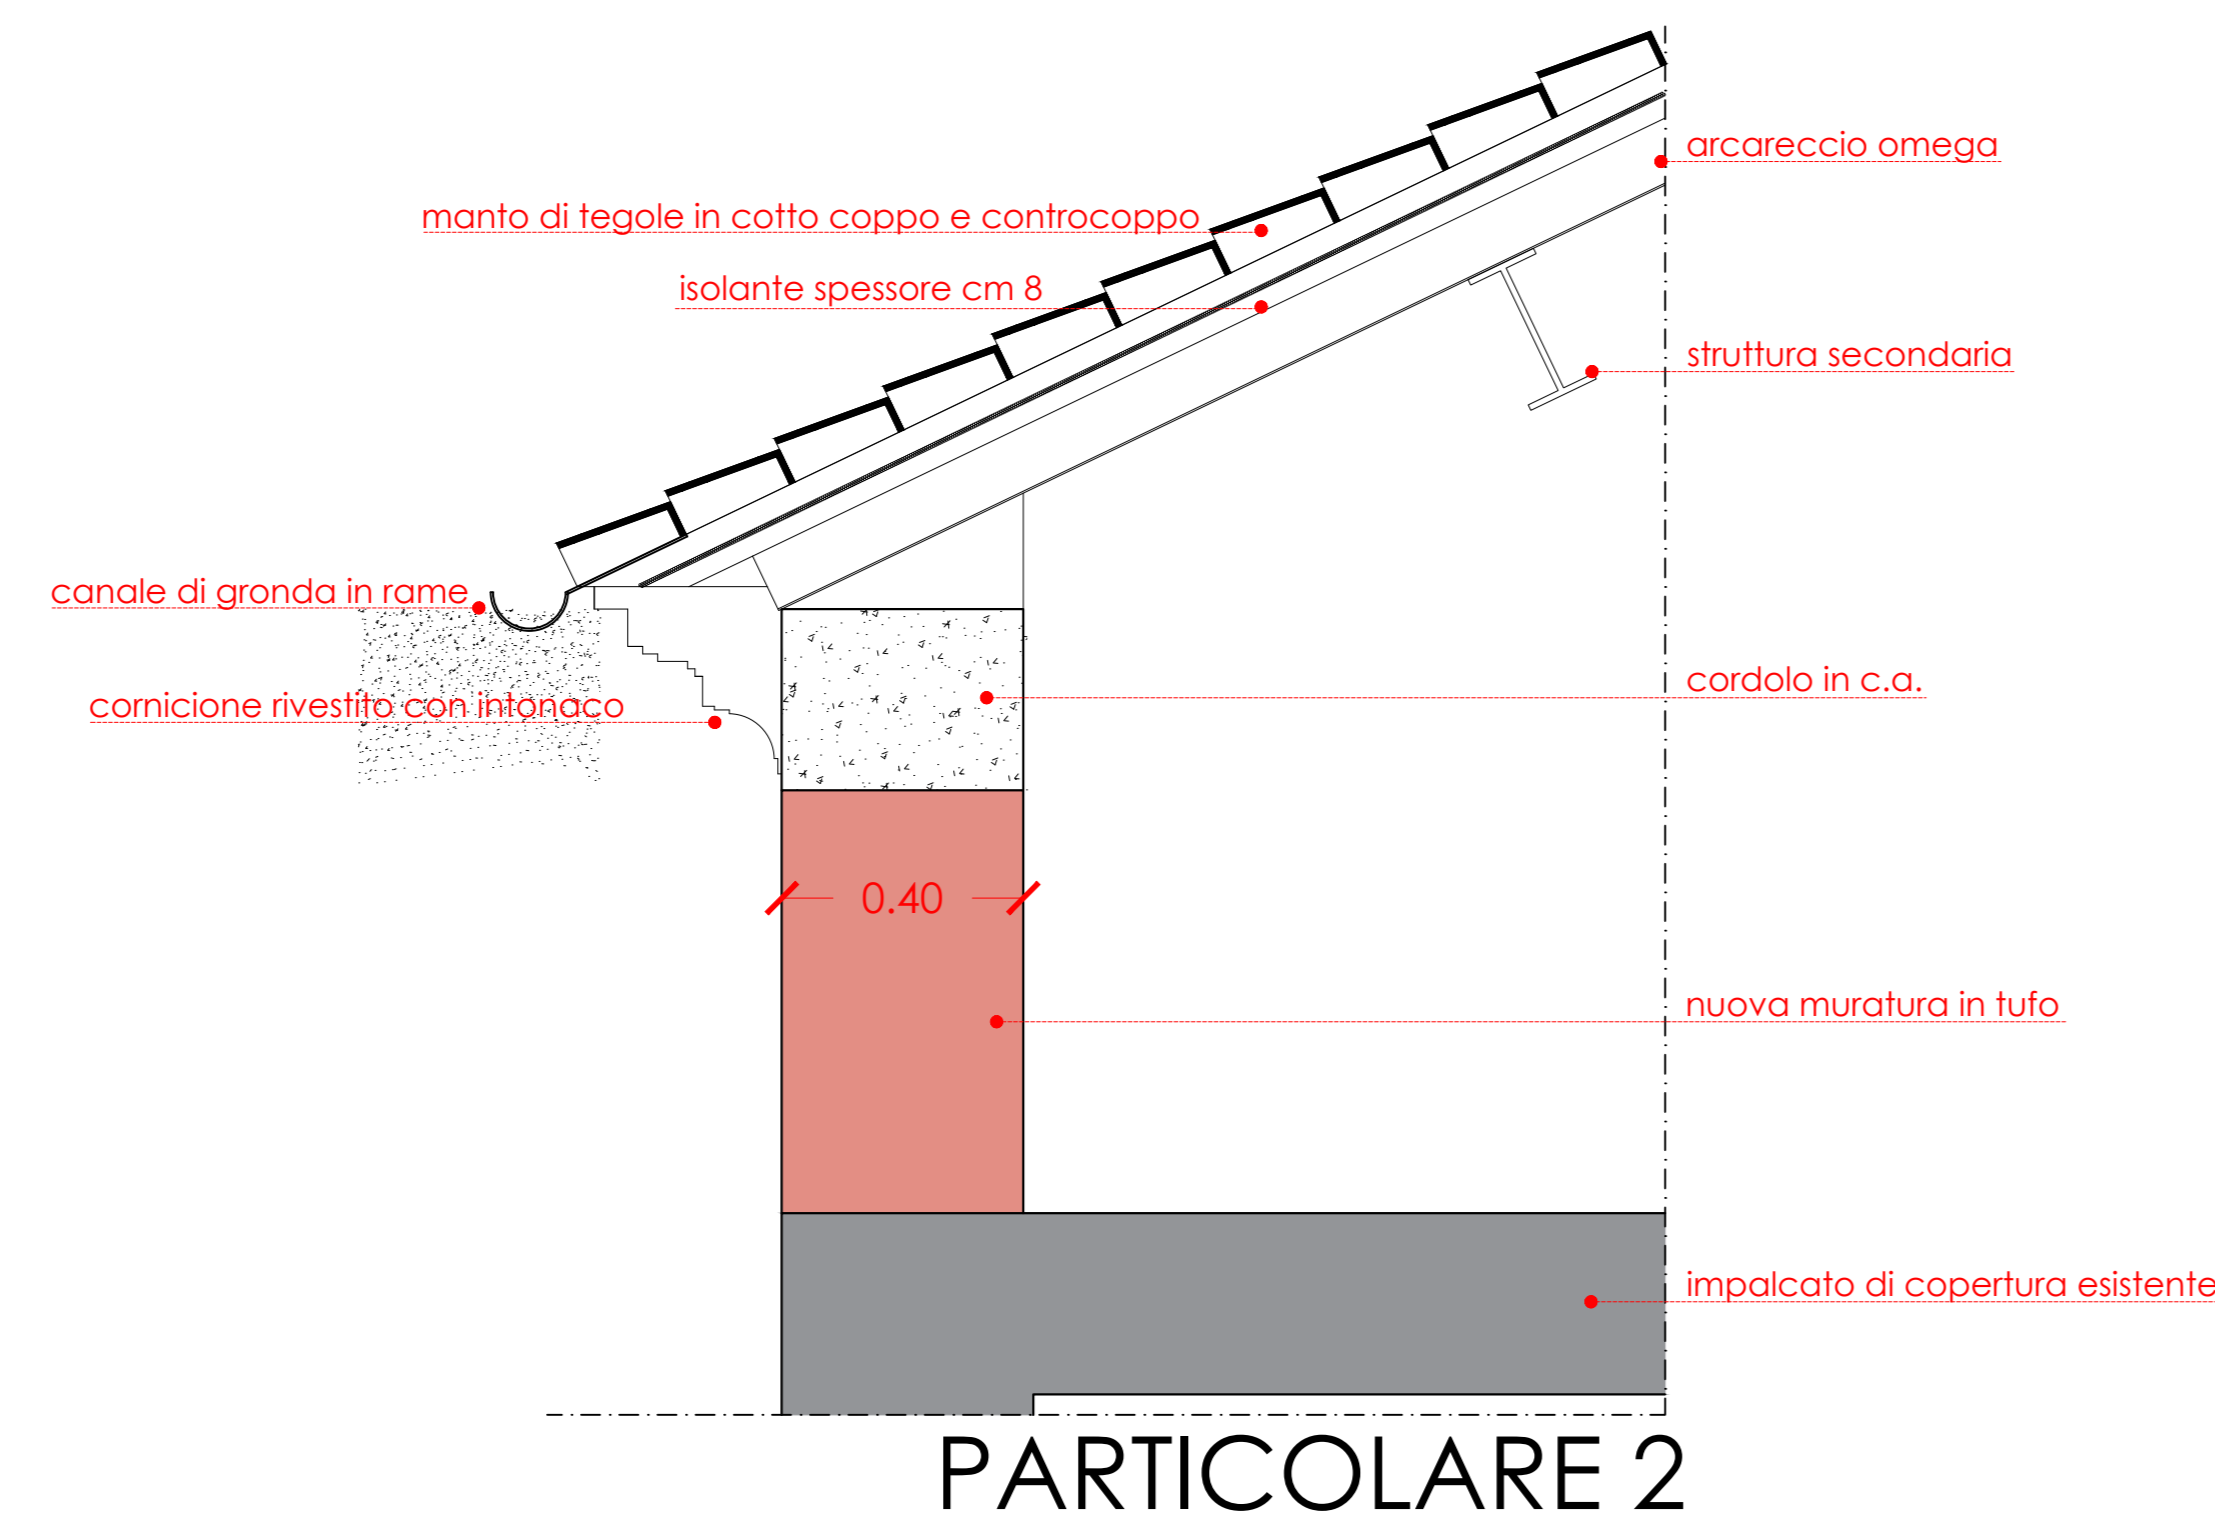 arcareccio omega
manto di tegole in cotto coppo e controcoppo
isolante spessore cm 8
struttura secondaria
canale di gronda in rame
cordolo in c.a.
cornicione rivestito con intonaco
0.40
nuova muratura in tufo
impalcato di copertura esistente
PARTICOLARE 2